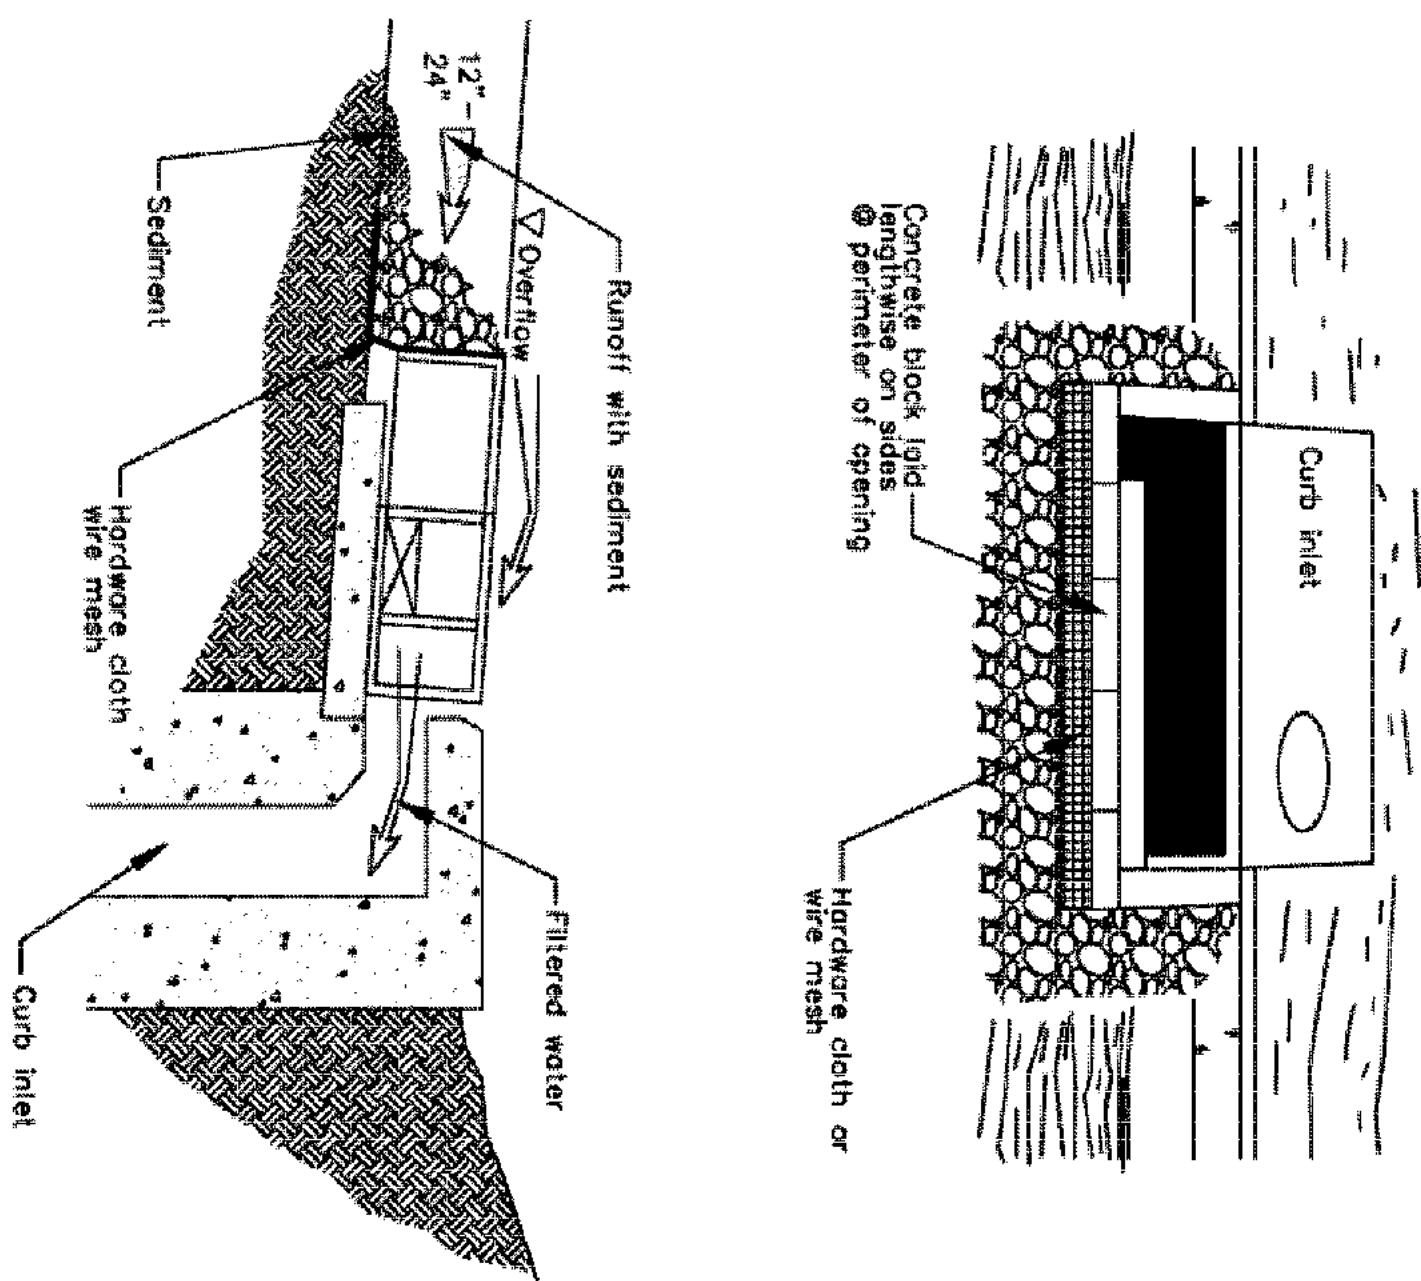 Curb inlet
Concrete block laid
lengthwise on sides
@ perimeter of opening
Hardware cloth or
wire mesh
Runoff with sediment
Overflow
12"-
24"
Filtered water
Sediment
Hardware cloth
wire mesh
Curb inlet